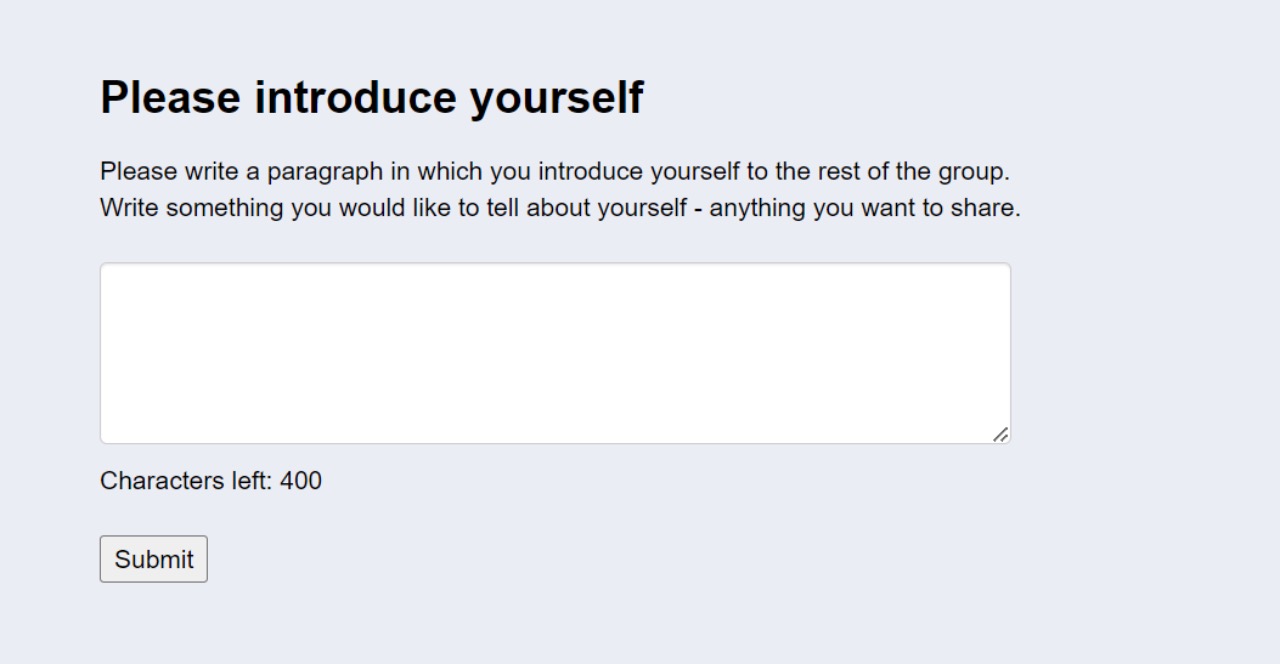 Please introduce yourself
Please write a paragraph in which you introduce yourself to the rest of the group.
Write something you would like to tell about yourself - anything you want to share.
Characters left: 400
Submit